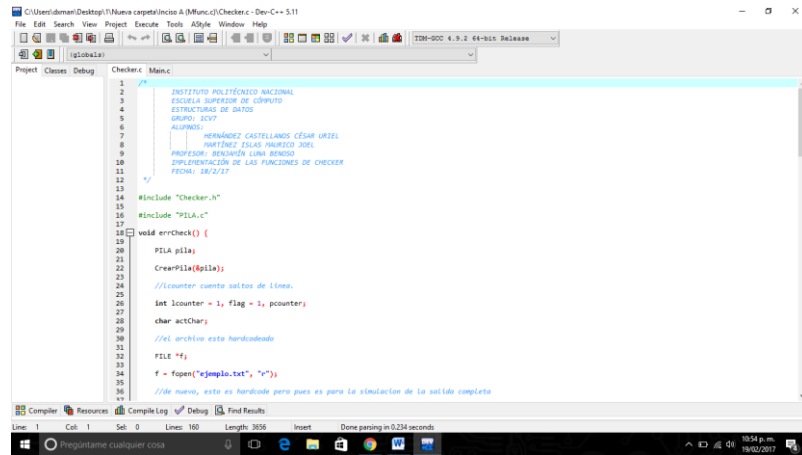 C:\Users\dxman\Desktop\1\Nueva carpeta\Inciso A (Mfunc.c)\Checker.c - Dev-C++ 5.11
File Edit Search View Project Execute Tools AStyle Window Help
TDM-GCC 4.9.2 64-bit Release
(globals)
Project Classes Debug
Checker.c Main.c
1 /*
2 INSTITUTO POLITÉCNICO NACIONAL
3 ESCUELA SUPERIOR DE CÓMPUTO
4 ESTRUCTURAS DE DATOS
5 GRUPO: 1CV7
6 ALUMNOS:
7 HERNÁNDEZ CASTELLANOS CÉSAR URIEL
8 MARTÍNEZ ISLAS MAURICO JOEL
9 PROFESOR: BENJAMÍN LUNA BENOSO
10 IMPLEMENTACIÓN DE LAS FUNCIONES DE CHECKER
11 FECHA: 18/2/17
12 */
13
14 #include "Checker.h"
15
16 #include "PILA.c"
17
18 void errCheck() {
19
20 PILA pila;
21
22 CrearPila(&pila);
23
24 //lcounter cuenta saltos de linea.
25
26 int lcounter = 1, flag = 1, pcounter;
27
28 char actChar;
29
30 //el archivo esta hardcodeado
31
32 FILE *f;
33
34 f = fopen("ejemplo.txt", "r");
35
36 //de nuevo, esto es hardcode pero pues es para la simulacion de la salida completa
37
Compiler Resources Compile Log Debug Find Results
Line: 1 Col: 1 Sel: 0 Lines: 160 Length: 3656 Insert Done parsing in 0.234 seconds
Pregúntame cualquier cosa
10:54 p. m.
19/02/2017